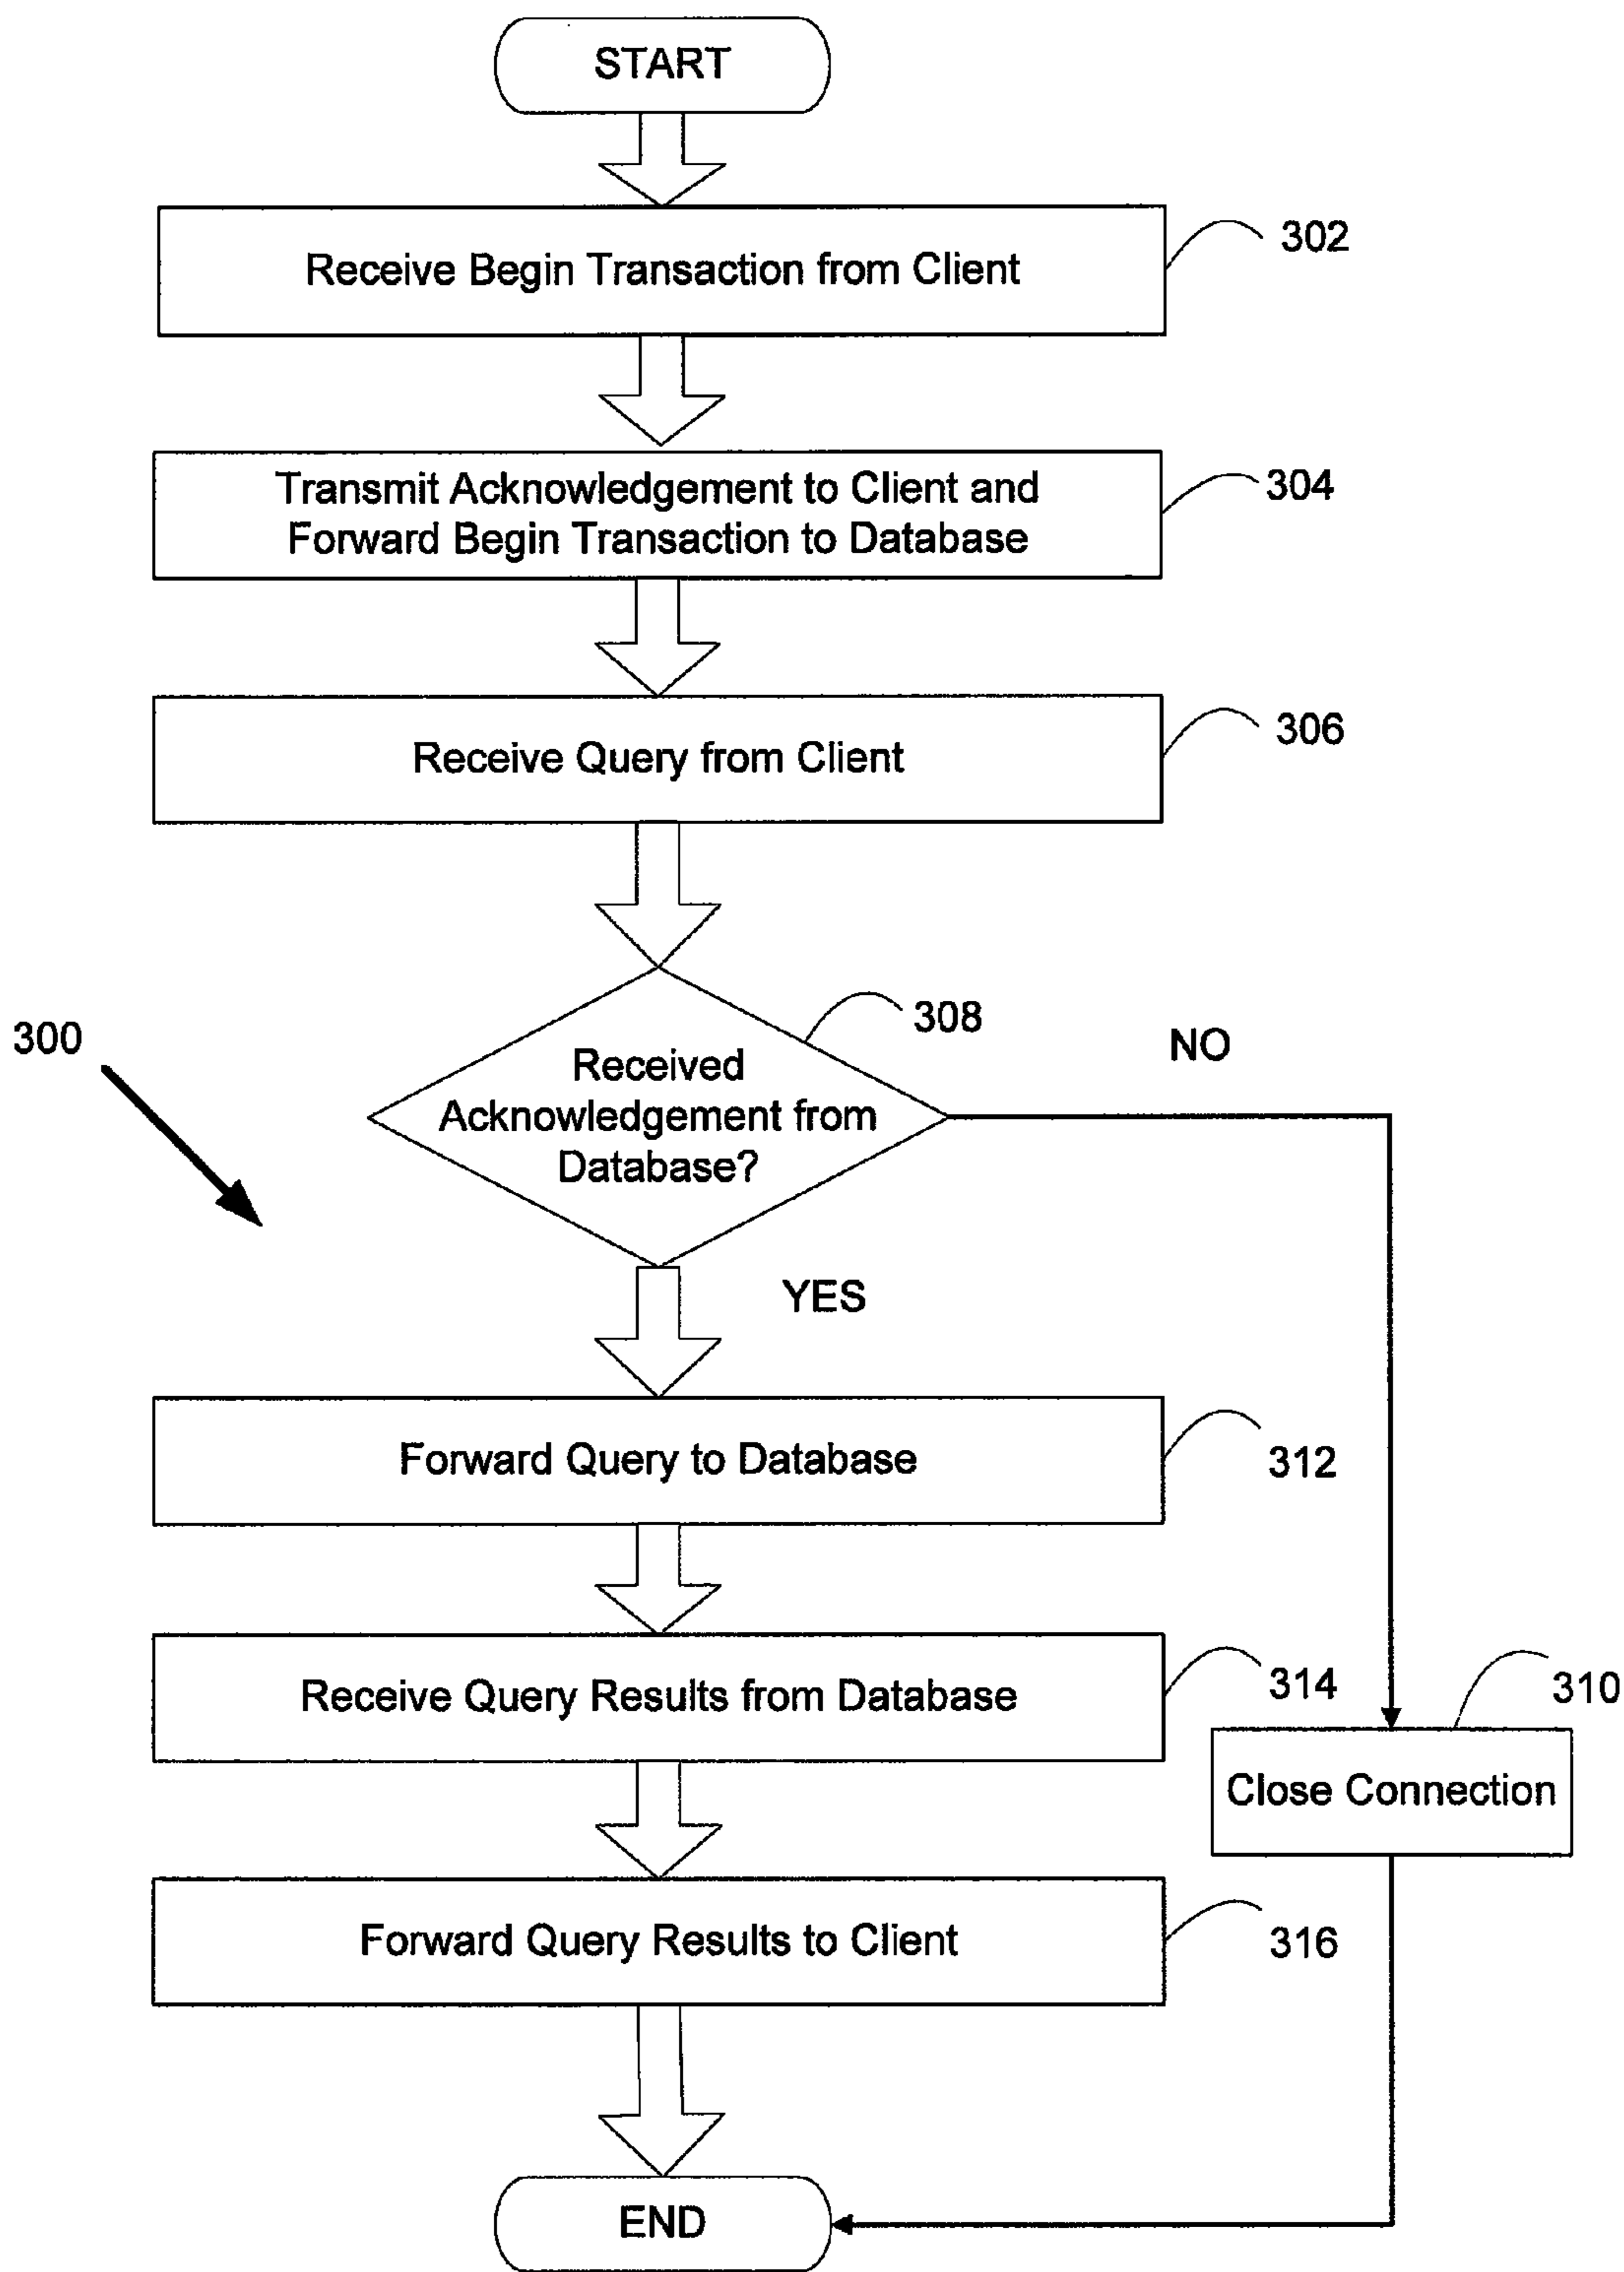 START
Receive Begin Transaction from Client
302
Transmit Acknowledgement to Client and
Forward Begin Transaction to Database
304
Receive Query from Client
306
300
Received
Acknowledgement from
Database?
308
NO
YES
Forward Query to Database
312
Receive Query Results from Database
314
310
Close Connection
Forward Query Results to Client
316
END